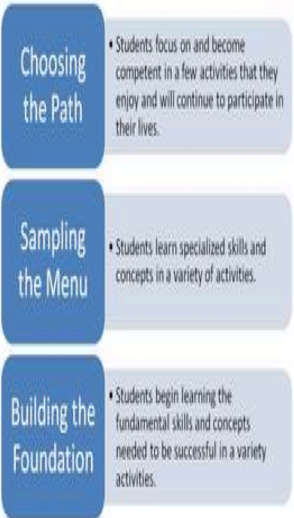 Choosing
the Path
• Students focus on and become
competent in a few activities that they
enjoy and will continue to participate in
their lives.
Sampling
the Menu
• Students learn specialized skills and
concepts in a variety of activities.
Building the
Foundation
• Students begin learning the
fundamental skills and concepts
needed to be successful in a variety
activities.